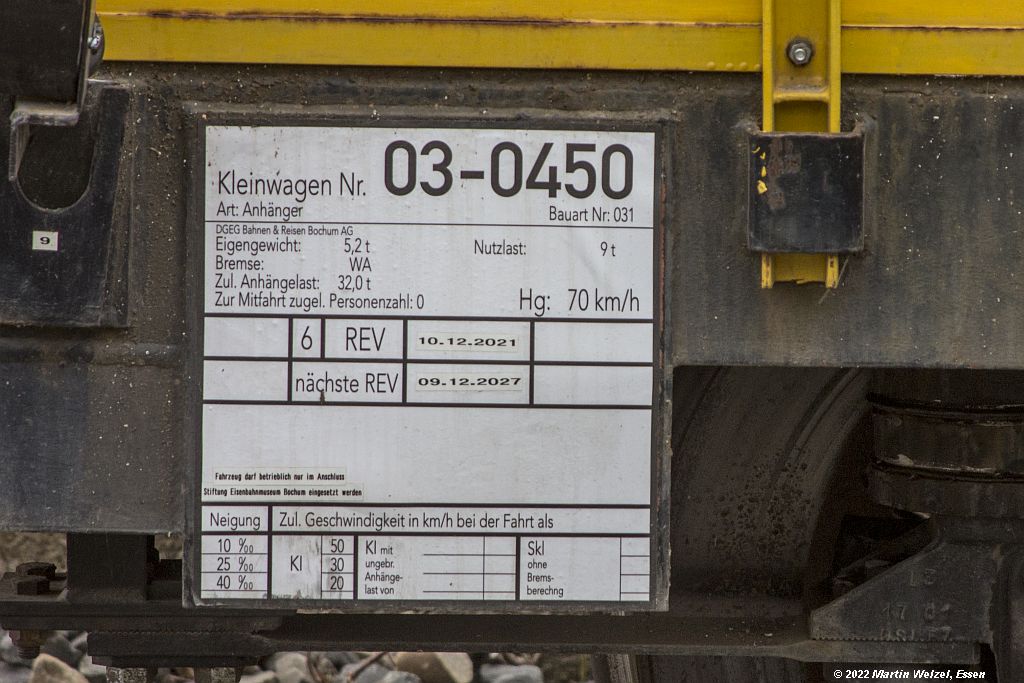 9
Kleinwagen Nr. 03-0450
Art: Anhänger Bauart Nr: 031
DGEG Bahnen & Reisen Bochum AG
Eigengewicht: 5,2 t Nutzlast: 9 t
Bremse: WA
Zul. Anhängelast: 32,0 t
Zur Mitfahrt zugel. Personenzahl: 0 Hg: 70 km/h
6 REV 10.12.2021
nächste REV 09.12.2027
Fahrzeug darf betrieblich nur im Anschluss
Stiftung Eisenbahnmuseum Bochum eingesetzt werden
Neigung Zul. Geschwindigkeit in km/h bei der Fahrt als
10 ‰ 50
25 ‰ Kl 30
40 ‰ 20
Kl mit
ungebr.
Anhänge-
last von
Skl
ohne
Brems-
berechng
© 2022 Martin Welzel, Essen